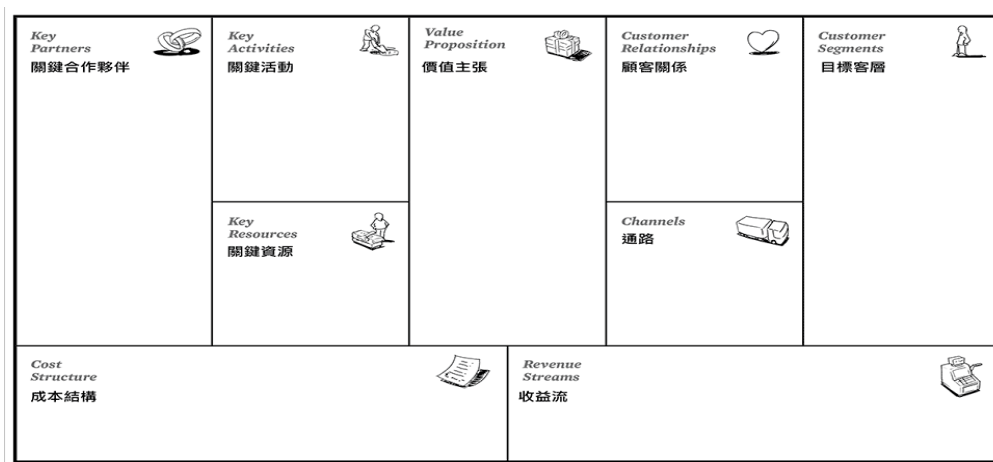 Key
Partners
關鍵合作夥伴
Key
Activities
關鍵活動
Value
Proposition
價值主張
Customer
Relationships
顧客關係
Customer
Segments
目標客層
Key
Resources
關鍵資源
Channels
通路
Cost
Structure
成本結構
Revenue
Streams
收益流